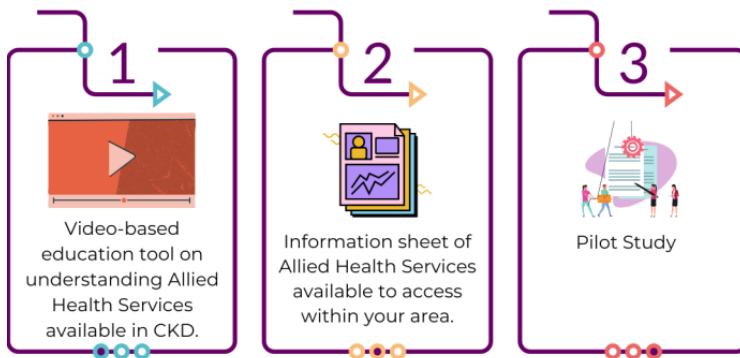 1
Video-based
education tool on
understanding Allied
Health Services
available in CKD.
2
Information sheet of
Allied Health Services
available to access
within your area.
3
Pilot Study